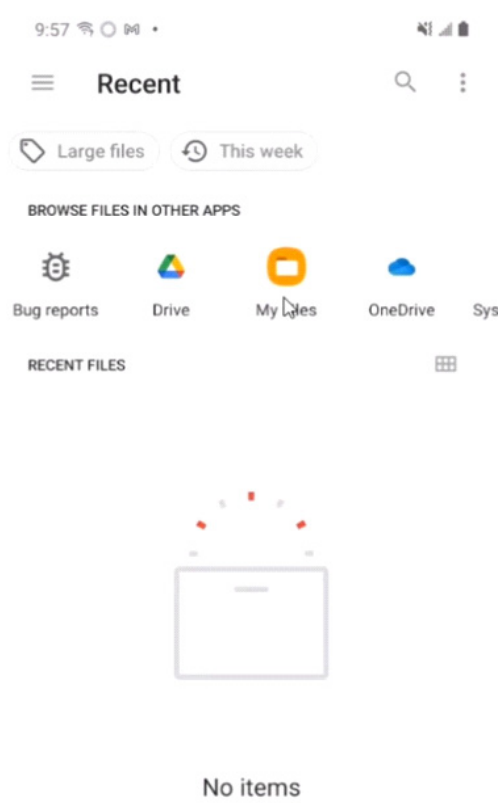 9:57
Recent
Large files This week
BROWSE FILES IN OTHER APPS
Bug reports Drive My files OneDrive Sys
RECENT FILES
No items